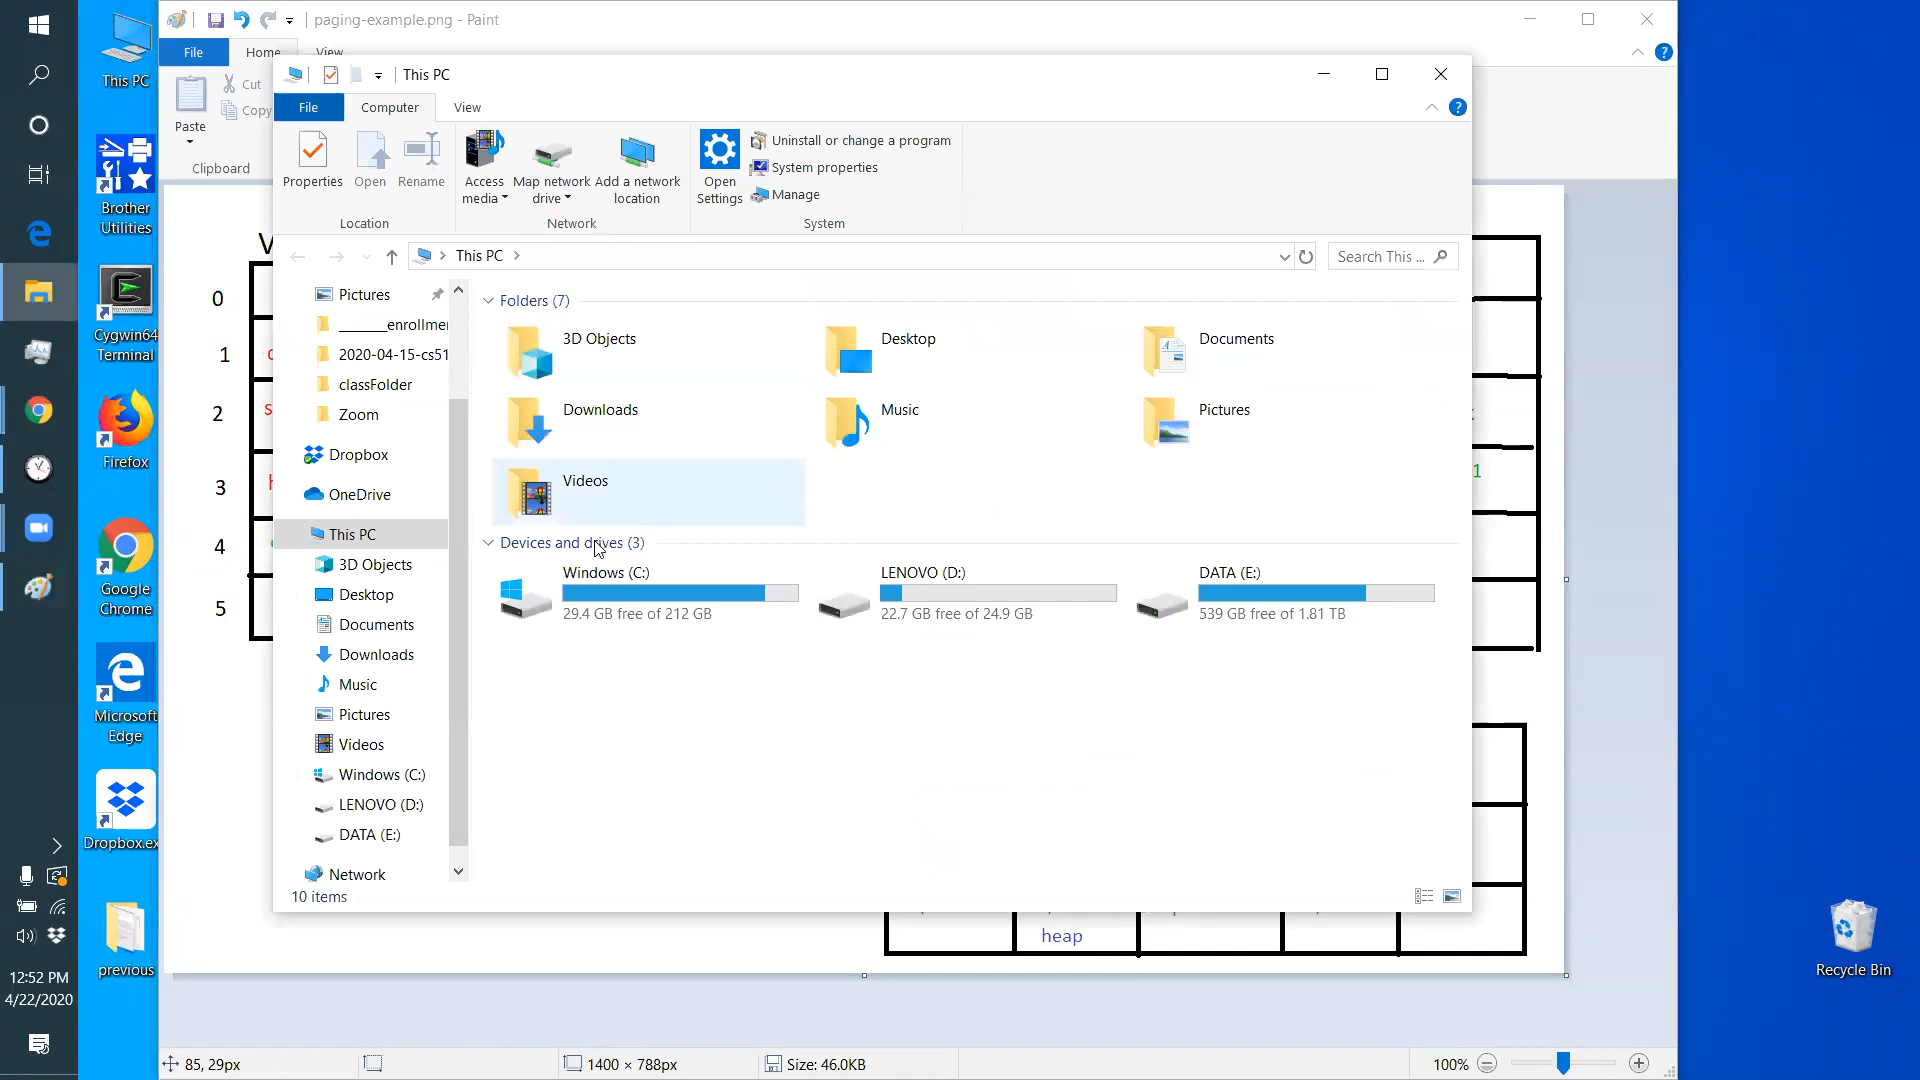 paging-example.png - Paint
File
Home
View
Paste
Cut
Copy
Clipboard
This PC
Brother
Utilities
Cygwin64
Terminal
Firefox
Google
Chrome
Microsoft
Edge
Dropbox.ex
previous
12:52 PM
4/22/2020
This PC
File
Computer
View
Properties
Open
Rename
Location
Access
media
Map network
drive
Add a network
location
Network
Open
Settings
Uninstall or change a program
System properties
Manage
System
This PC
Search This ...
Pictures
_______enrollmer
2020-04-15-cs51
classFolder
Zoom
Dropbox
OneDrive
This PC
3D Objects
Desktop
Documents
Downloads
Music
Pictures
Videos
Windows (C:)
LENOVO (D:)
DATA (E:)
Network
10 items
Folders (7)
3D Objects
Desktop
Documents
Downloads
Music
Pictures
Videos
Devices and drives (3)
Windows (C:)
29.4 GB free of 212 GB
LENOVO (D:)
22.7 GB free of 24.9 GB
DATA (E:)
539 GB free of 1.81 TB
V
0
1
2
3
4
5
s
h
1
heap
Recycle Bin
85, 29px
1400 × 788px
Size: 46.0KB
100%